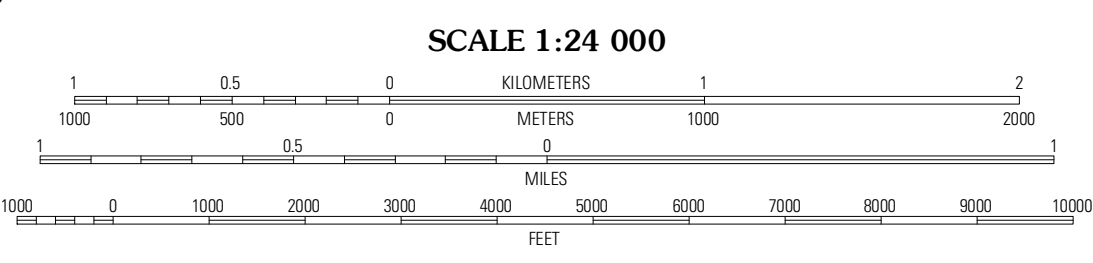 SCALE 1:24 000
1 0.5 0 KILOMETERS 1 2
1000 500 0 METERS 1000 2000
1 0.5 0 1
MILES
1000 0 1000 2000 3000 4000 5000 6000 7000 8000 9000 10000
FEET